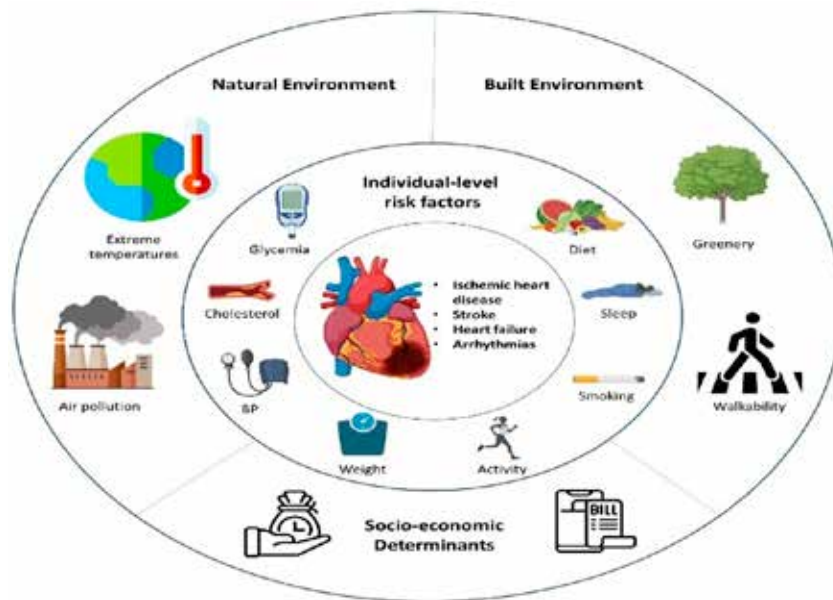 Natural Environment
Built Environment
Individual-level
risk factors
Extreme
temperatures
Glycemia
Diet
Greenery
• Ischemic heart
disease
• Stroke
• Heart failure
• Arrhythmias
Cholesterol
Sleep
Air pollution
BP
Smoking
Walkability
Weight
Activity
Socio-economic
Determinants
BILL